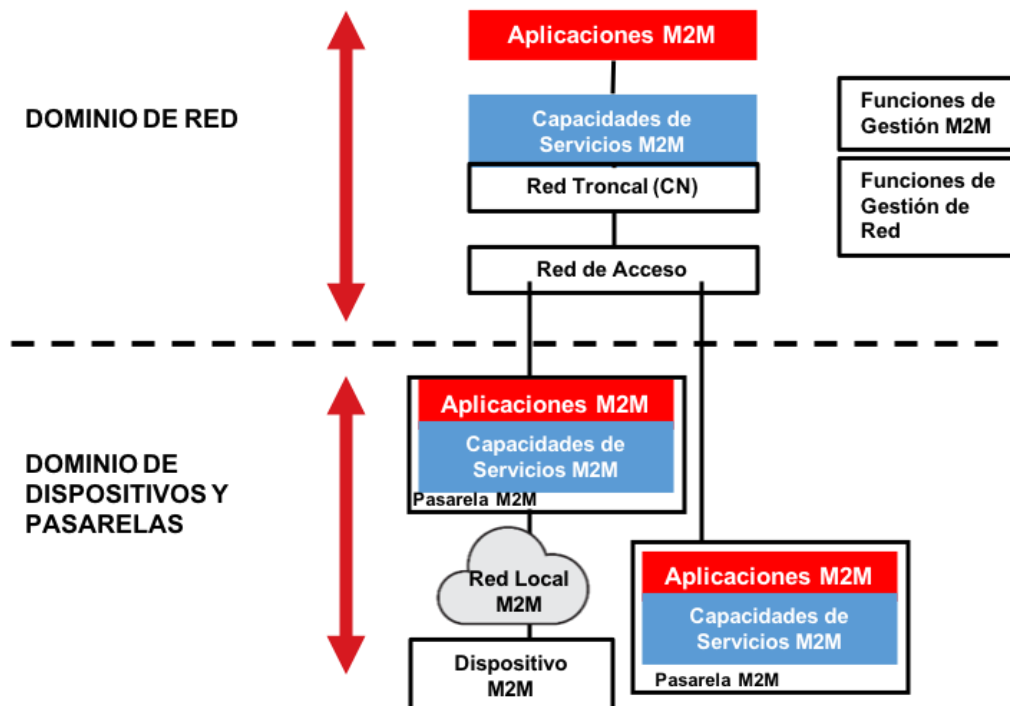 Aplicaciones M2M
DOMINIO DE RED
Capacidades de
Servicios M2M
Funciones de
Gestión M2M
Red Troncal (CN)
Funciones de
Gestión de
Red
Red de Acceso
Aplicaciones M2M
Capacidades de
Servicios M2M
Pasarela M2M
DOMINIO DE
DISPOSITIVOS Y
PASARELAS
Red Local
M2M
Aplicaciones M2M
Capacidades de
Servicios M2M
Pasarela M2M
Dispositivo
M2M